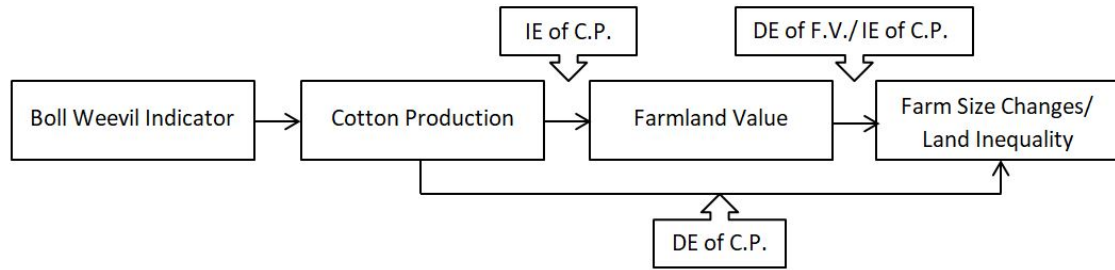 IE of C.P.
DE of F.V./ IE of C.P.
Boll Weevil Indicator
Cotton Production
Farmland Value
Farm Size Changes/
Land Inequality
DE of C.P.